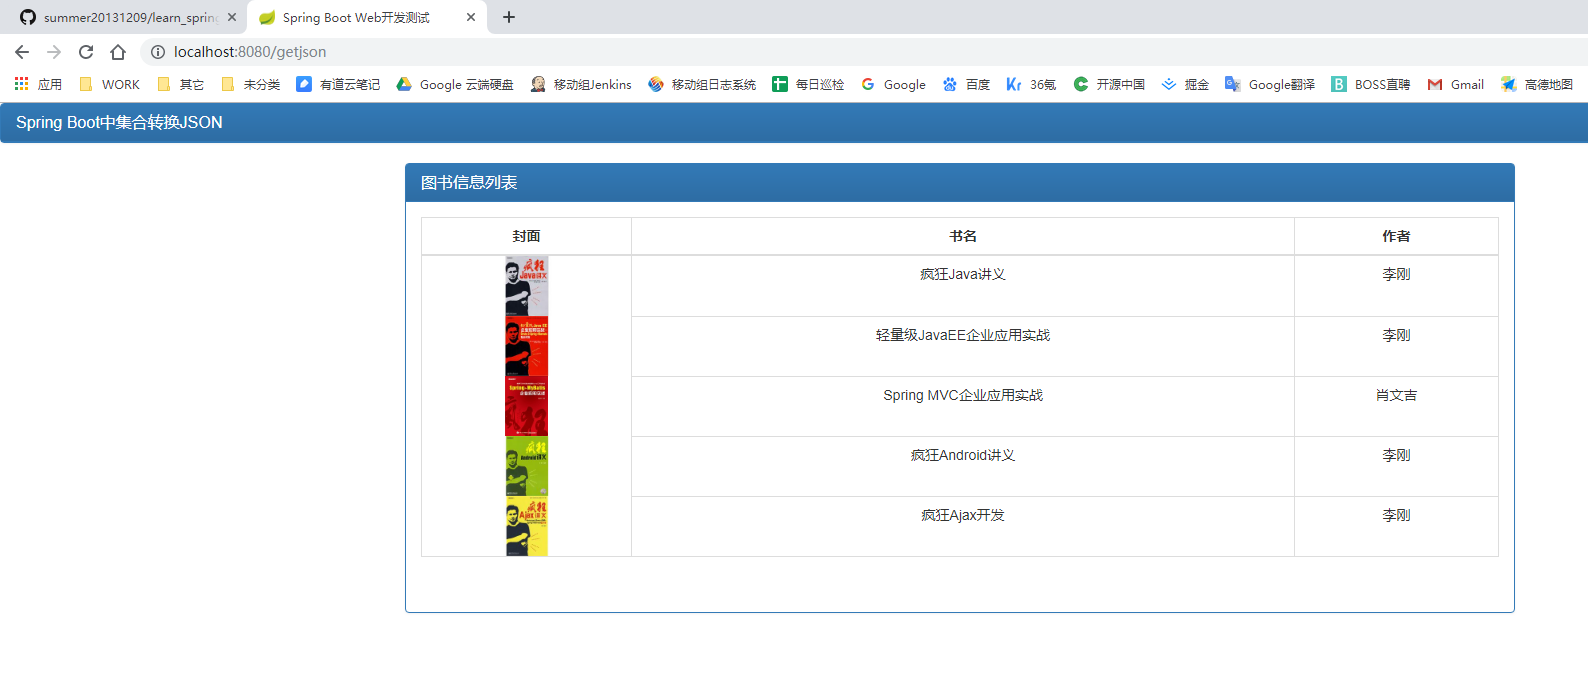 summer20131209/learn_spring
Spring Boot Web开发测试
localhost:8080/getjson
应用 WORK 其它 未分类 有道云笔记 Google 云端硬盘 移动组Jenkins 移动组日志系统 每日巡检 Google 百度 36氪 开源中国 掘金 Google翻译 BOSS直聘 Gmail 高德地图
Spring Boot中集合转换JSON
图书信息列表
封面 书名 作者
疯狂Java讲义 李刚
轻量级JavaEE企业应用实战 李刚
Spring MVC企业应用实战 肖文吉
疯狂Android讲义 李刚
疯狂Ajax开发 李刚